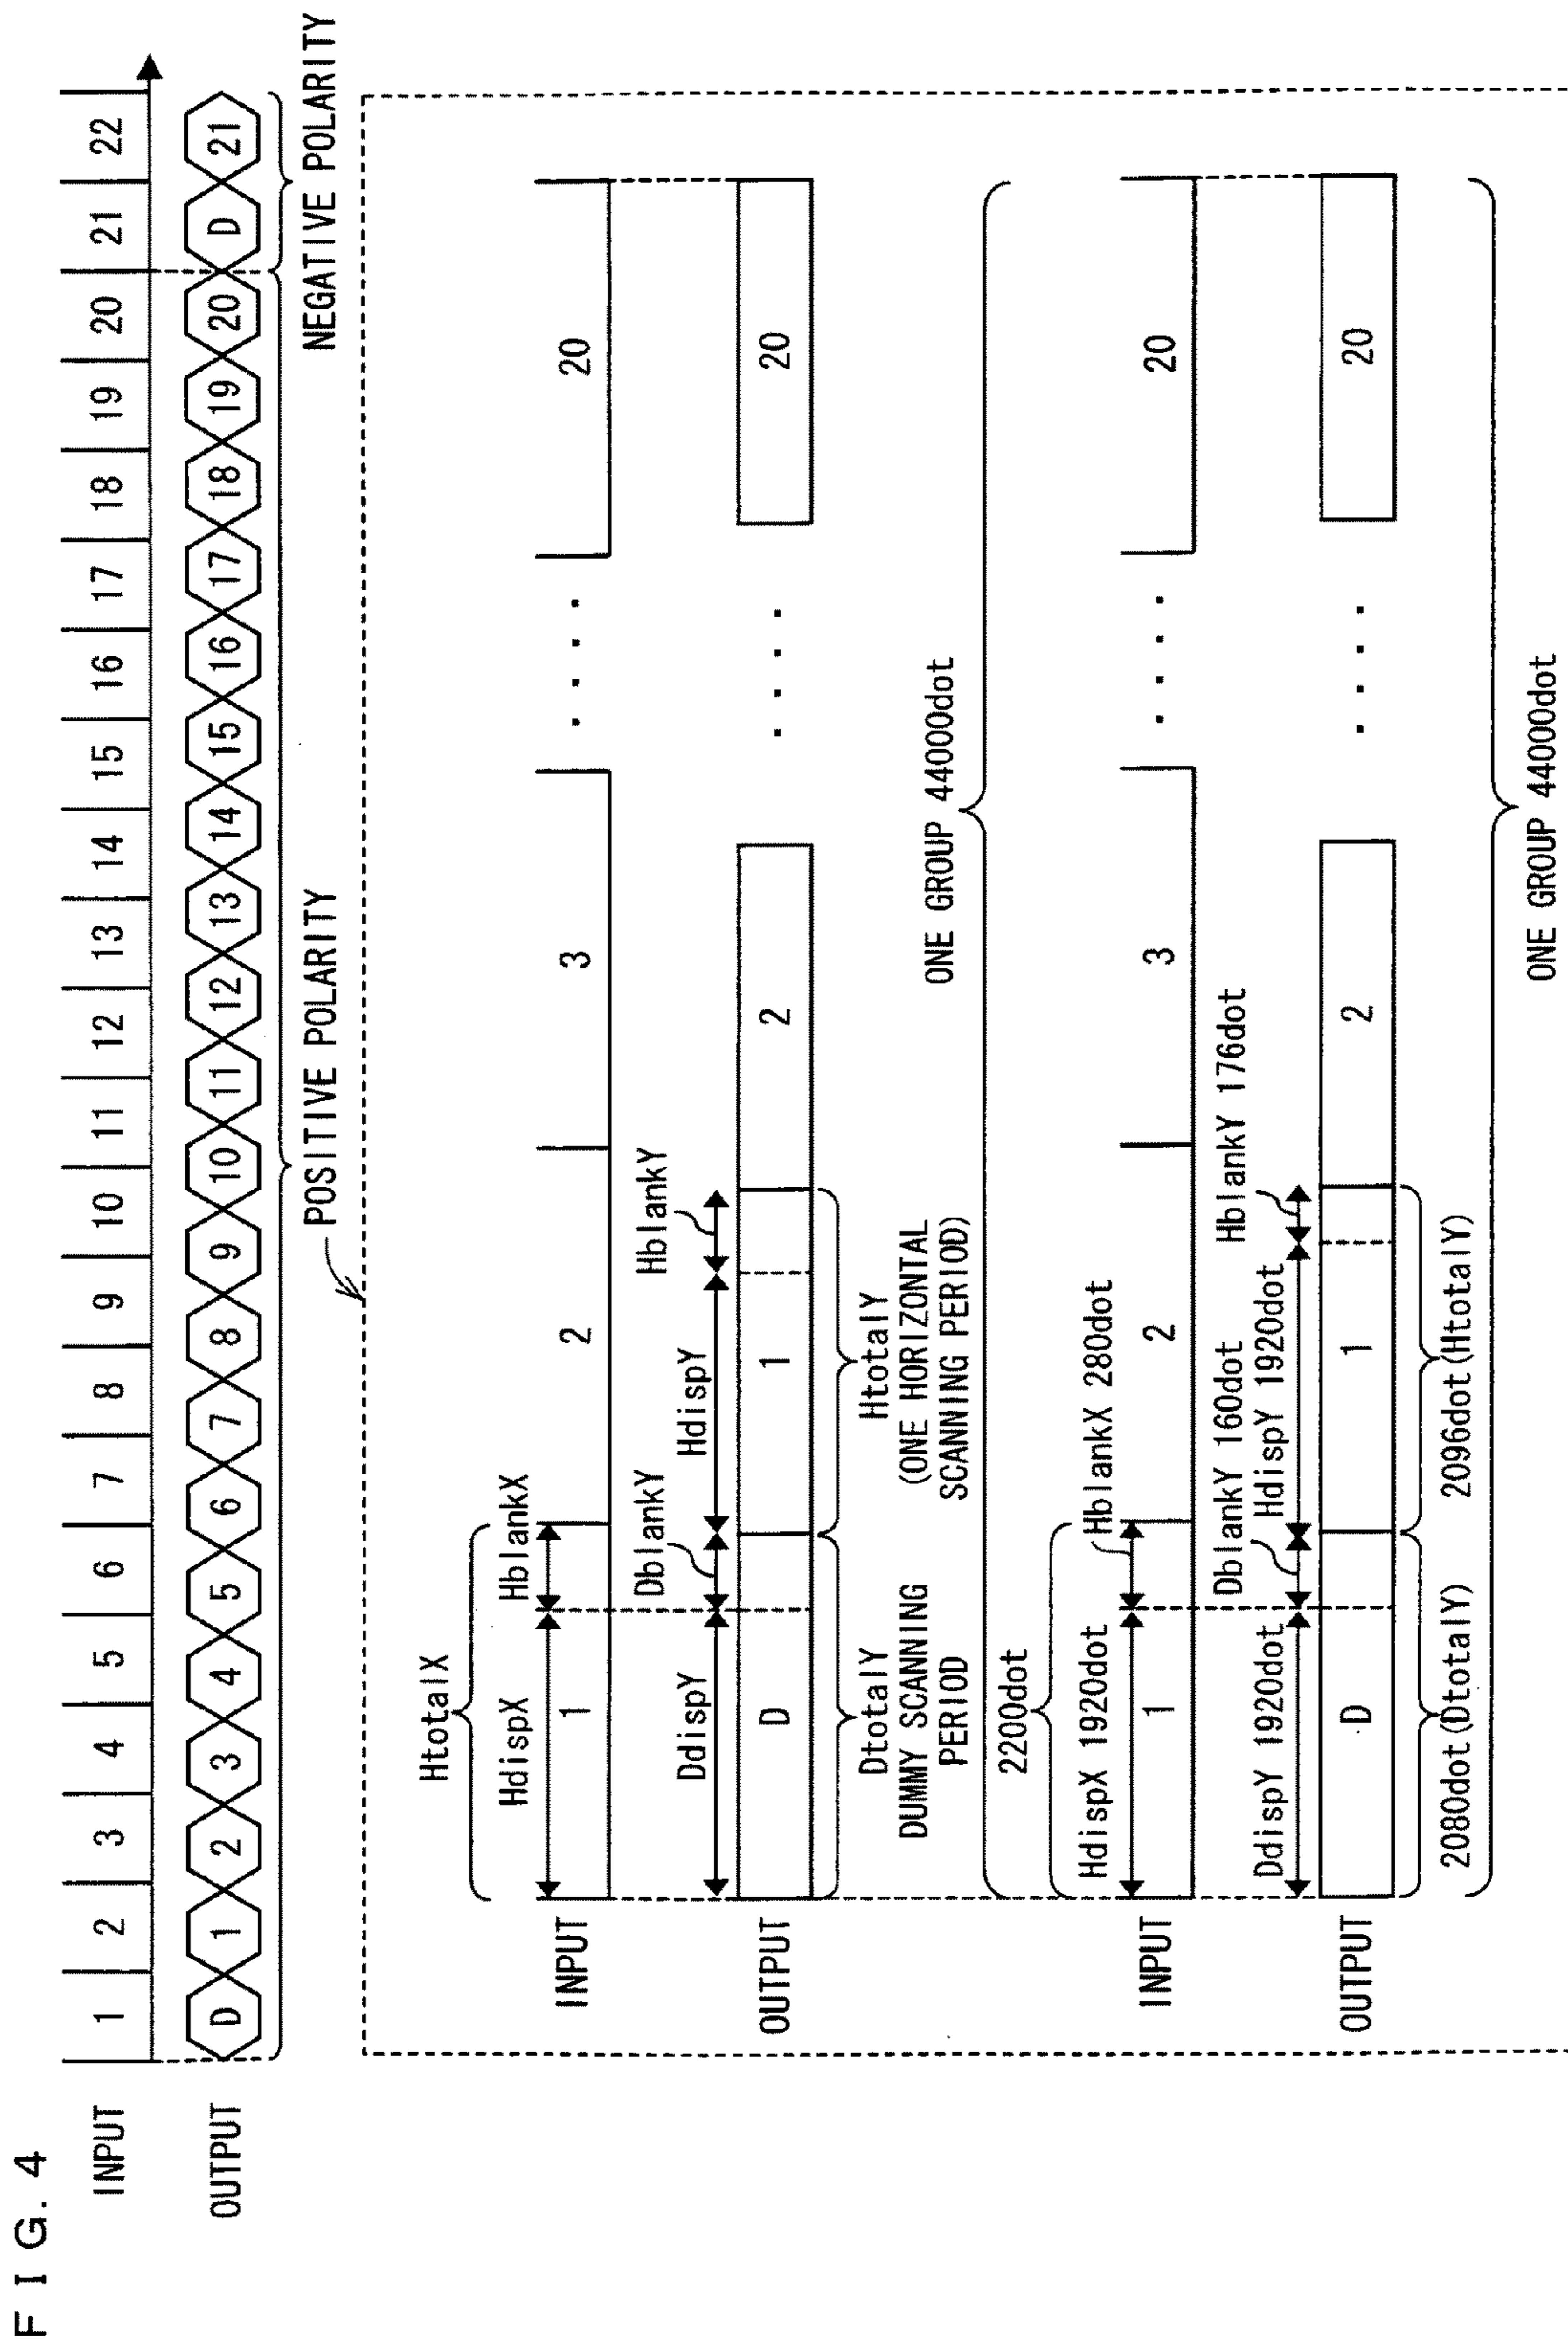 FIG. 4
INPUT 1 2 3 4 5 6 7 8 9 10 11 12 13 14 15 16 17 18 19 20 21 22
OUTPUT D 1 2 3 4 5 6 7 8 9 10 11 12 13 14 15 16 17 18 19 20 D 21
POSITIVE POLARITY NEGATIVE POLARITY
HtotalX
HdispX HblankX
INPUT 1 2 3 . . . . 20
DdispY DblankY HdispY HblankY
OUTPUT D 1 2 . . . . 20
DtotalY
DUMMY SCANNING
PERIOD
HtotalY
(ONE HORIZONTAL
SCANNING PERIOD)
ONE GROUP 44000dot
2200dot
HdispX 1920dot HblankX 280dot
INPUT 1 2 3 . . . . 20
DblankY 160dot HblankY 176dot
DdispY 1920dot HdispY 1920dot
OUTPUT D 1 2 . . . . 20
2080dot(DtotalY) 2096dot(HtotalY)
ONE GROUP 44000dot